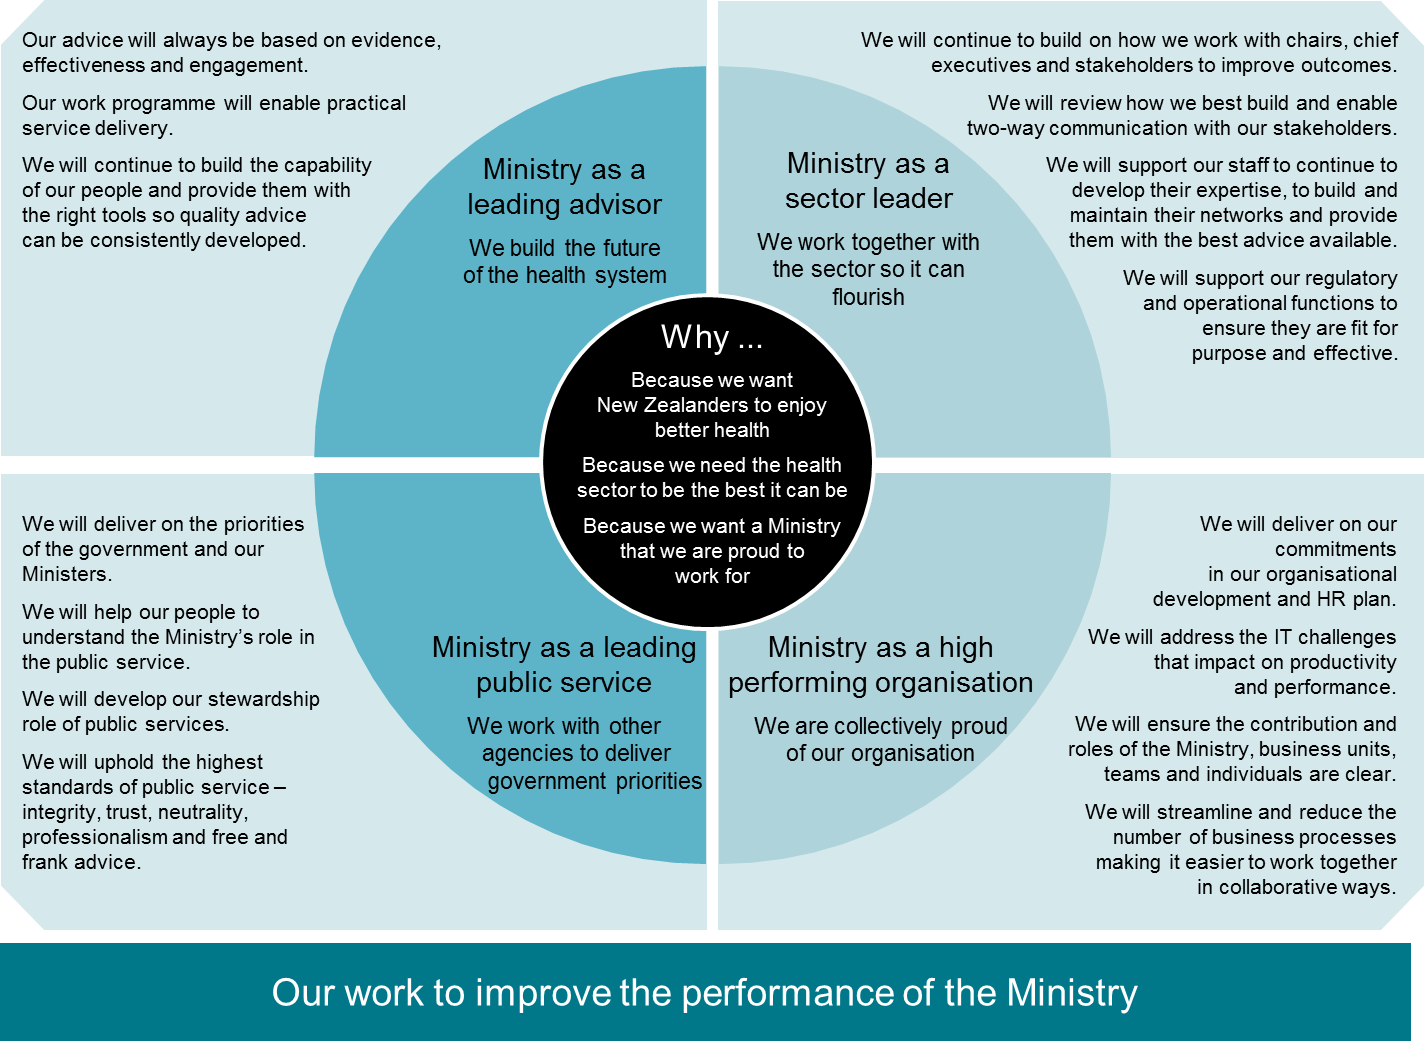 Our advice will always be based on evidence,
effectiveness and engagement.
Our work programme will enable practical
service delivery.
We will continue to build the capability
of our people and provide them with
the right tools so quality advice
can be consistently developed.
Ministry as a
leading advisor
We build the future
of the health system
We will continue to build on how we work with chairs, chief
executives and stakeholders to improve outcomes.
We will review how we best build and enable
two-way communication with our stakeholders.
We will support our staff to continue to
develop their expertise, to build and
maintain their networks and provide
them with the best advice available.
We will support our regulatory
and operational functions to
ensure they are fit for
purpose and effective.
Ministry as a
sector leader
We work together with
the sector so it can
flourish
Why ...
Because we want
New Zealanders to enjoy
better health
Because we need the health
sector to be the best it can be
Because we want a Ministry
that we are proud to
work for
We will deliver on the priorities
of the government and our
Ministers.
We will help our people to
understand the Ministry’s role in
the public service.
We will develop our stewardship
role of public services.
We will uphold the highest
standards of public service –
integrity, trust, neutrality,
professionalism and free and
frank advice.
Ministry as a leading
public service
We work with other
agencies to deliver
government priorities
Ministry as a high
performing organisation
We are collectively proud
of our organisation
We will deliver on our
commitments
in our organisational
development and HR plan.
We will address the IT challenges
that impact on productivity
and performance.
We will ensure the contribution and
roles of the Ministry, business units,
teams and individuals are clear.
We will streamline and reduce the
number of business processes
making it easier to work together
in collaborative ways.
Our work to improve the performance of the Ministry